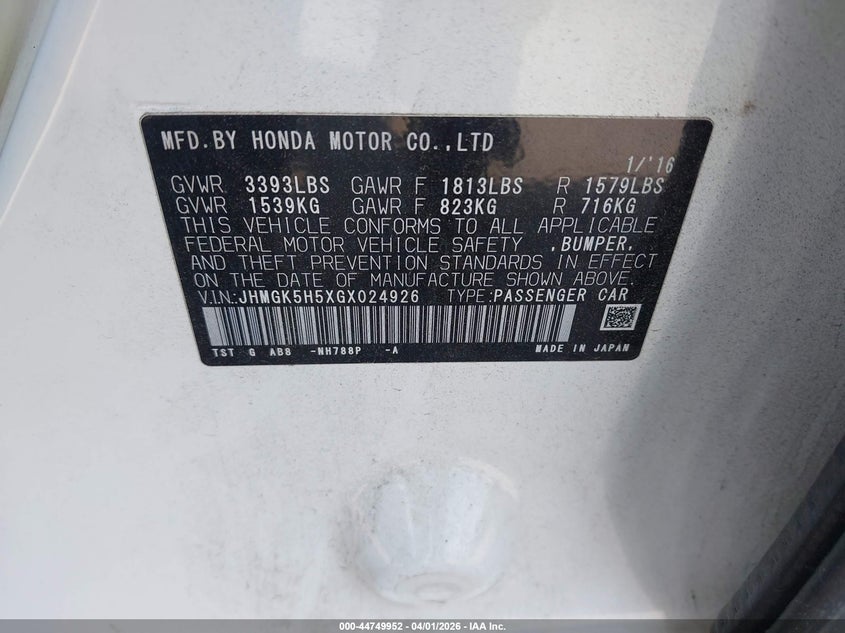 MFD.BY HONDA MOTOR CO.,LTD
1/'16
GVWR 3393LBS GAWR F 1813LBS R 1579LBS
GVWR 1539KG GAWR F 823KG R 716KG
THIS VEHICLE CONFORMS TO ALL APPLICABLE
FEDERAL MOTOR VEHICLE SAFETY ,BUMPER,
AND THEFT PREVENTION STANDARDS IN EFFECT
ON THE DATE OF MANUFACTURE SHOWN ABOVE.
V.IN:JHMGK5H5XGX024926 TYPE:PASSENGER CAR
TST G AB8 -NH788P -A MADE IN JAPAN
000-44749952 | 04/01/2026 - IAA Inc.